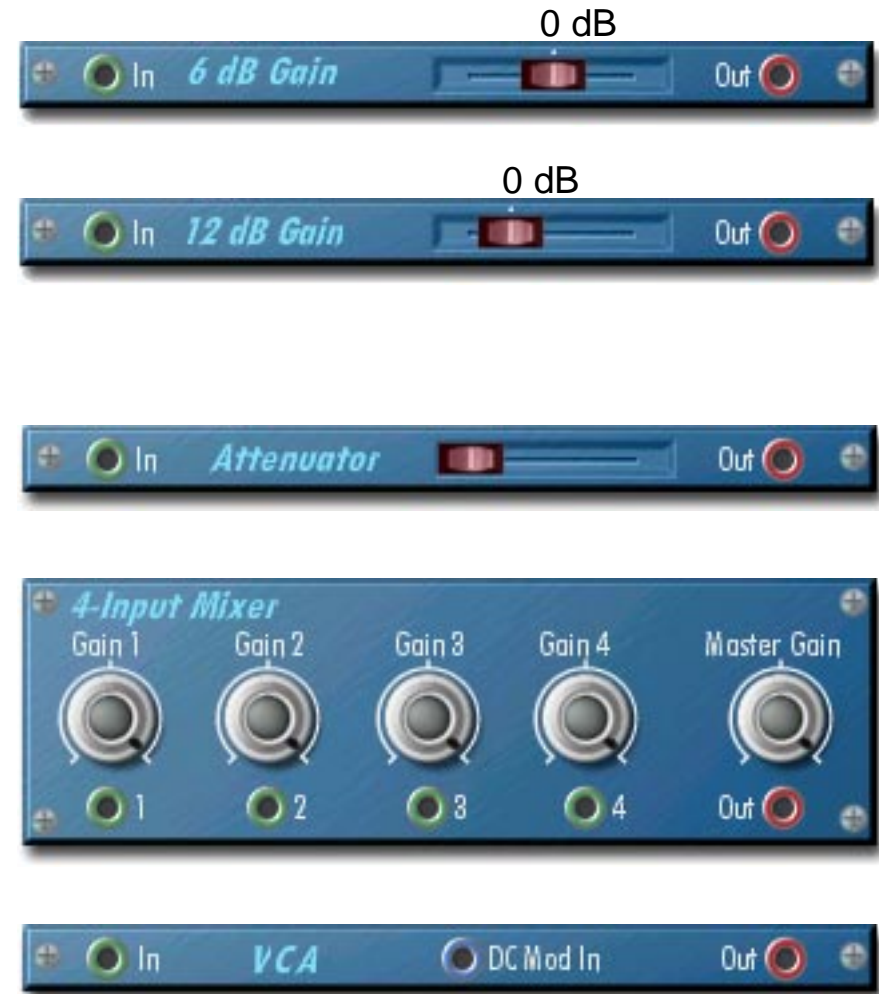 0 dB
In 6 dB Gain Out
0 dB
In 12 dB Gain Out
In Attenuator Out
4-Input Mixer
Gain 1 Gain 2 Gain 3 Gain 4 Master Gain
1 2 3 4 Out
In VCA DC Mod In Out